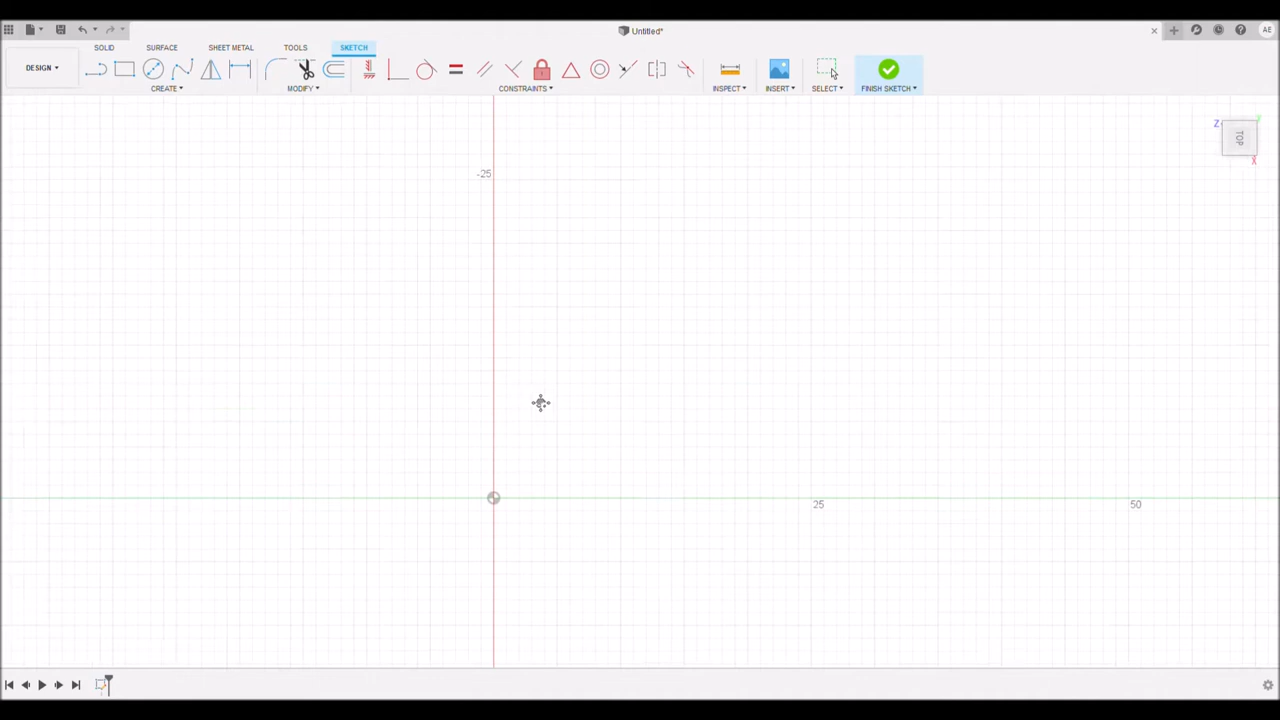 Untitled*
AE
SOLID SURFACE SHEET METAL TOOLS SKETCH
DESIGN
CREATE MODIFY CONSTRAINTS INSPECT INSERT SELECT FINISH SKETCH
Z
Y
TOP
X
-25
25 50